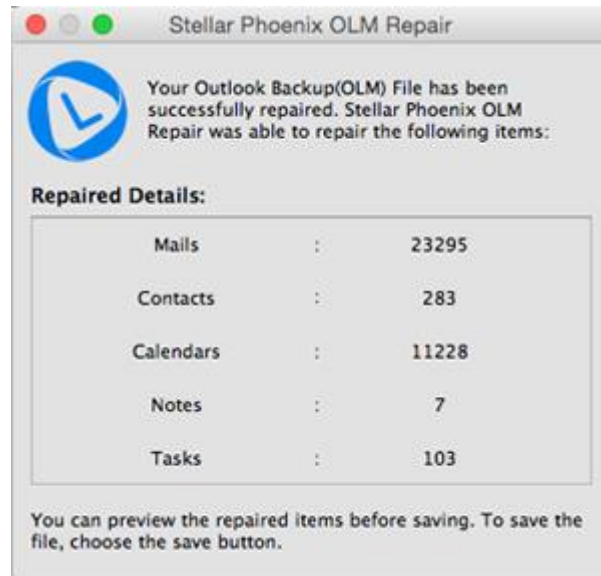 Stellar Phoenix OLM Repair
Your Outlook Backup(OLM) File has been
successfully repaired. Stellar Phoenix OLM
Repair was able to repair the following items:
Repaired Details:
Mails : 23295
Contacts : 283
Calendars : 11228
Notes : 7
Tasks : 103
You can preview the repaired items before saving. To save the
file, choose the save button.